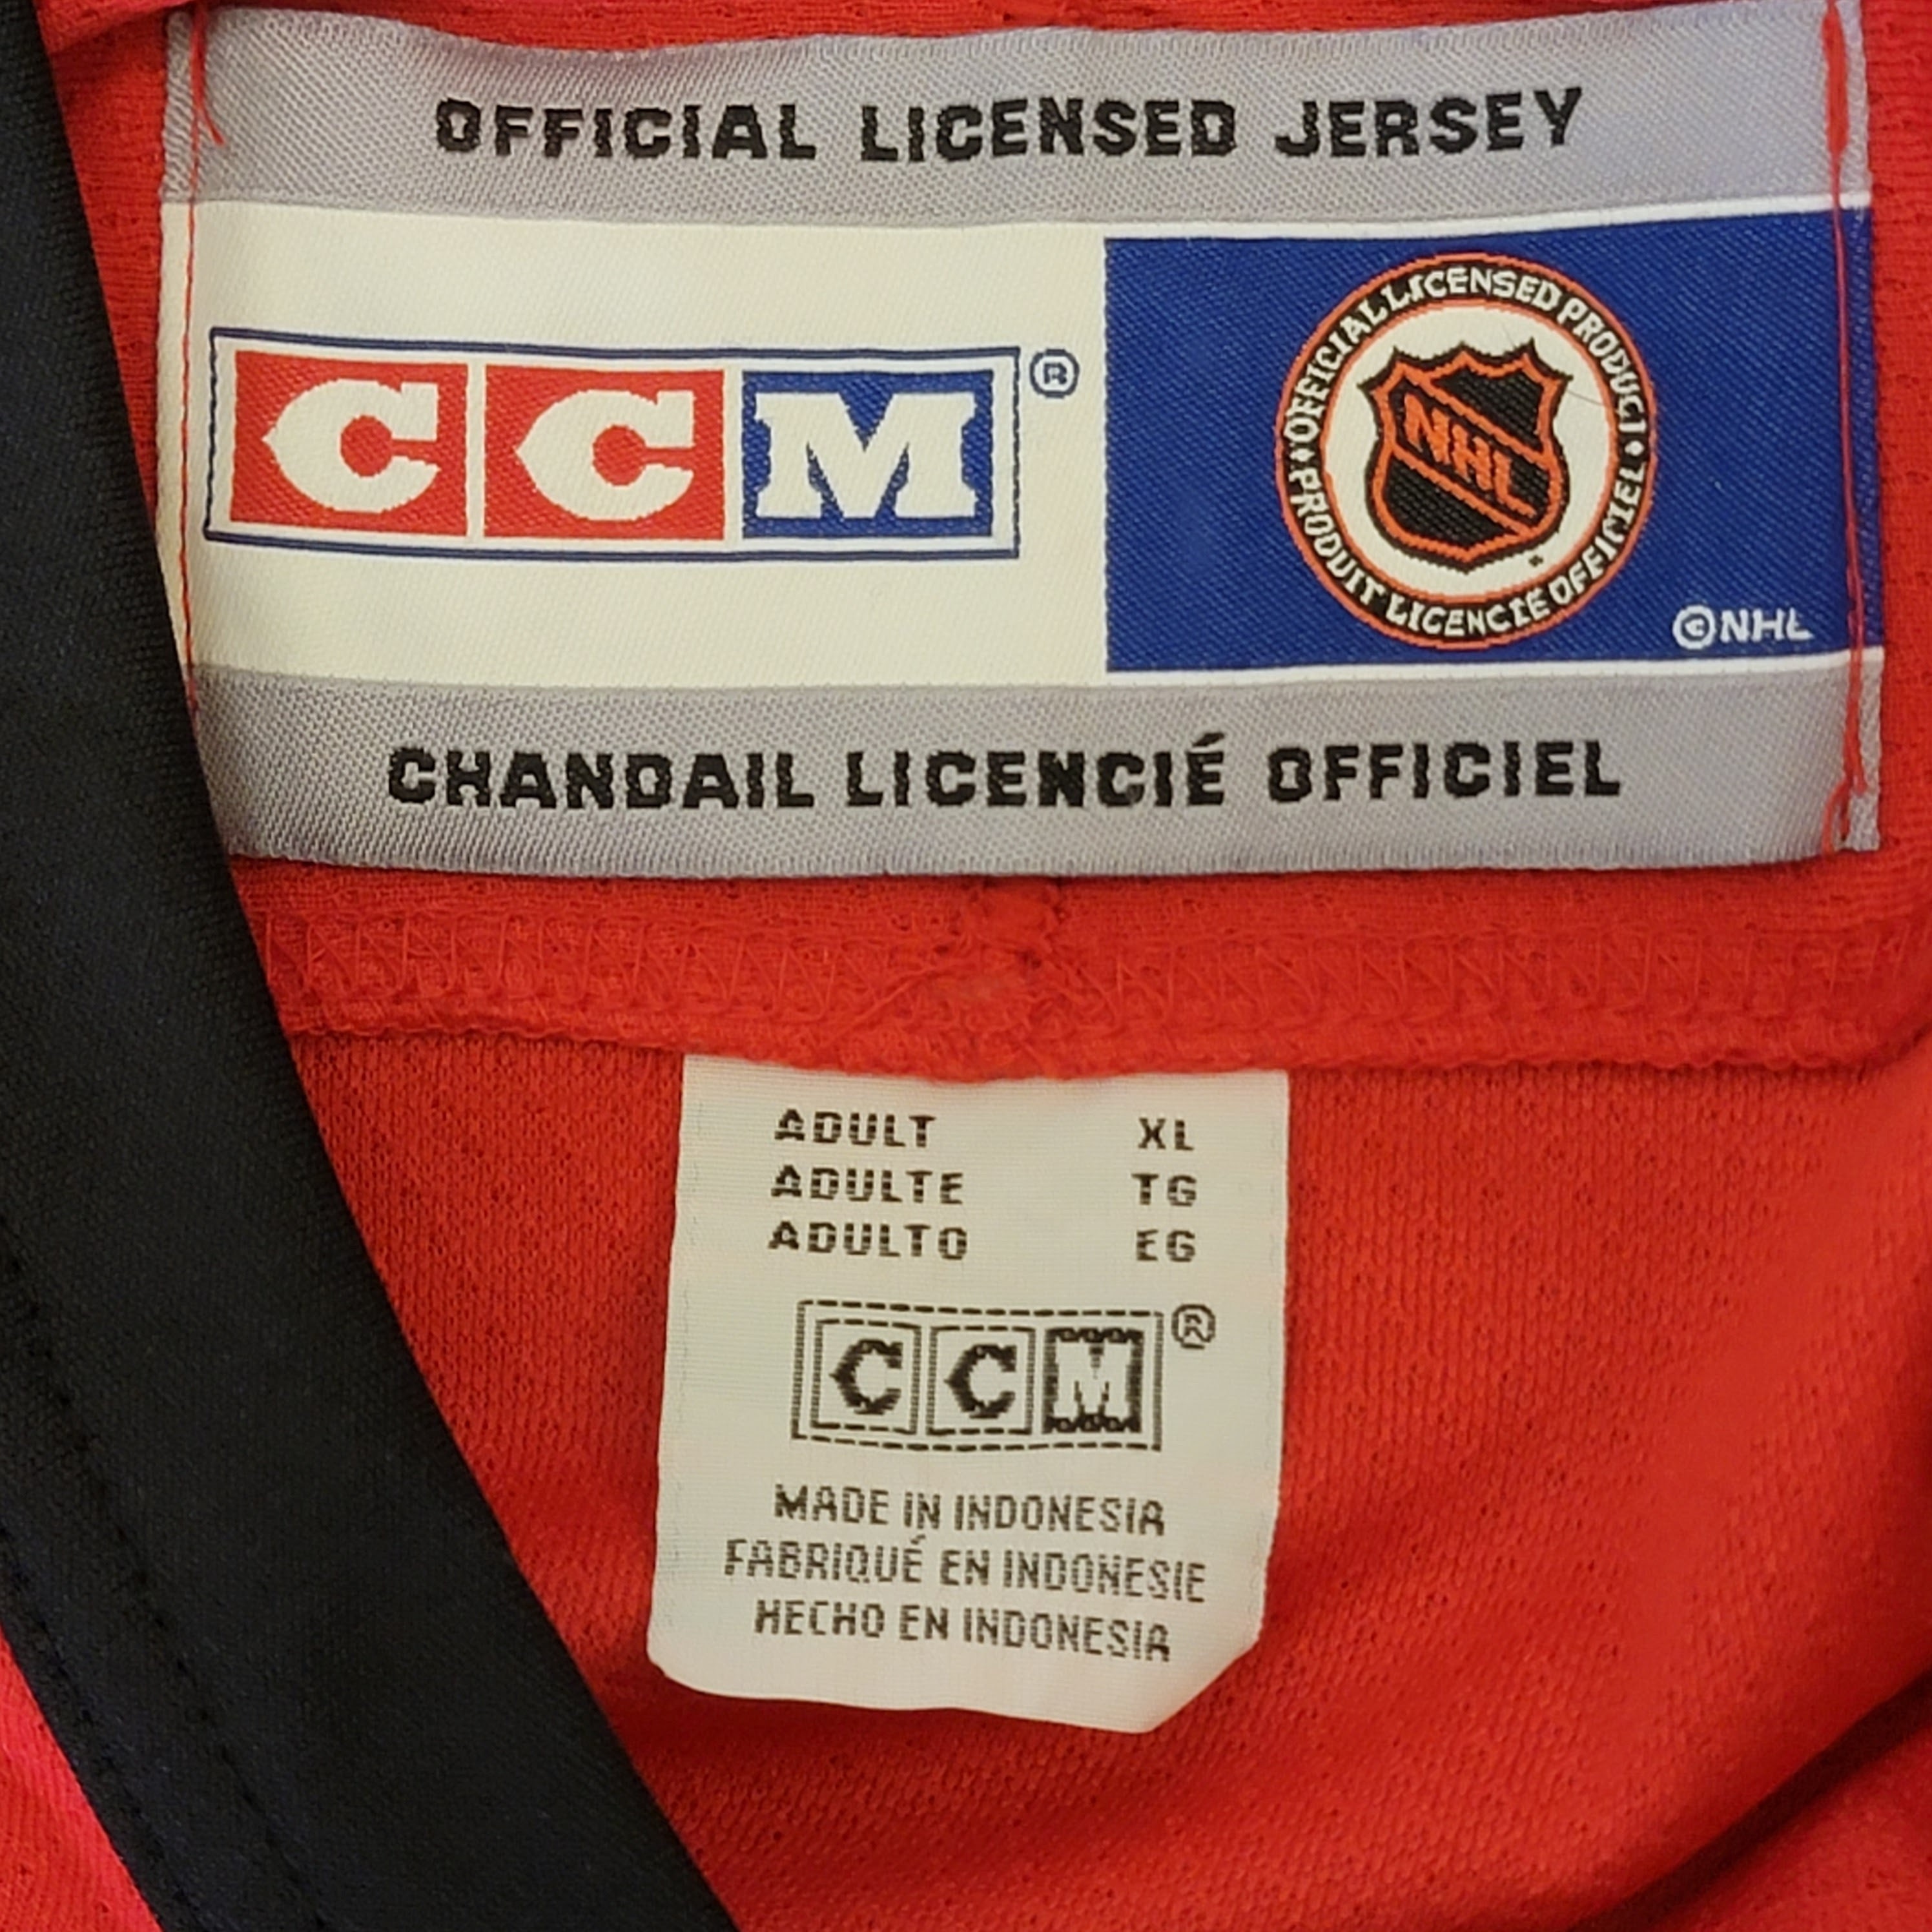 OFFICIAL LICENSED JERSEY
CCM®
OFFICIAL LICENSED PRODUCT
NHL
PRODUIT LICENCIÉ OFFICIEL
©NHL
CHANDAIL LICENCIÉ OFFICIEL
ADULT XL
ADULTE TG
ADULTO EG
CCM®
MADE IN INDONESIA
FABRIQUÉ EN INDONESIE
HECHO EN INDONESIA